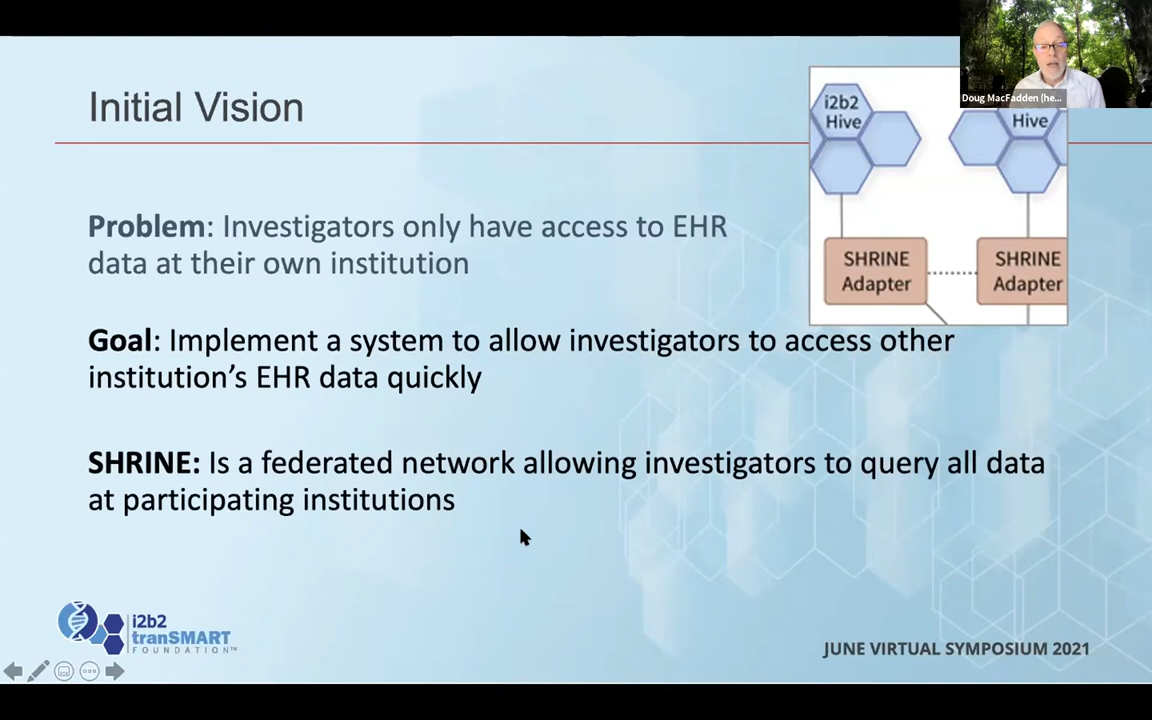 Initial Vision
i2b2
Hive
Hive
Doug MacFadden (he...
SHRINE
Adapter
SHRINE
Adapter
Problem: Investigators only have access to EHR
data at their own institution
Goal: Implement a system to allow investigators to access other
institution’s EHR data quickly
SHRINE: Is a federated network allowing investigators to query all data
at participating institutions
i2b2
tranSMART
FOUNDATION™
JUNE VIRTUAL SYMPOSIUM 2021